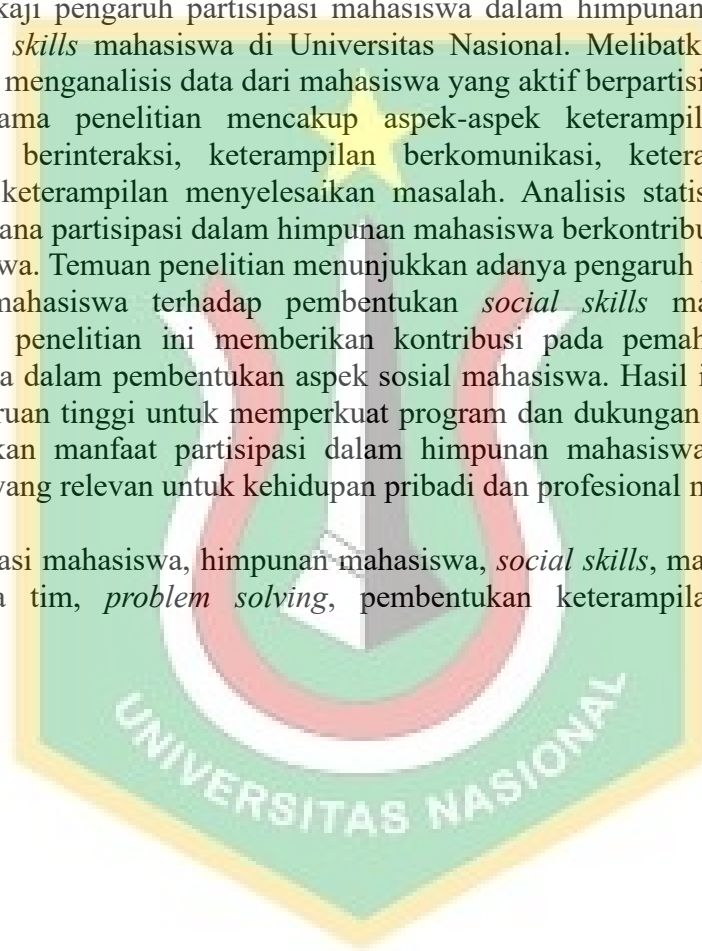 kaji pengaruh partisipasi mahasiswa dalam himpunan
skills mahasiswa di Universitas Nasional. Melibatk
menganalisis data dari mahasiswa yang aktif berpartisi
ama penelitian mencakup aspek-aspek keterampil
berinteraksi, keterampilan berkomunikasi, ketera
keterampilan menyelesaikan masalah. Analisis statis
ana partisipasi dalam himpunan mahasiswa berkontribu
wa. Temuan penelitian menunjukkan adanya pengaruh
mahasiswa terhadap pembentukan social skills ma
penelitian ini memberikan kontribusi pada pemah
a dalam pembentukan aspek sosial mahasiswa. Hasil i
ruan tinggi untuk memperkuat program dan dukungan
kan manfaat partisipasi dalam himpunan mahasiswa
yang relevan untuk kehidupan pribadi dan profesional m
asi mahasiswa, himpunan mahasiswa, social skills, ma
a tim, problem solving, pembentukan keterampila
UNIVERSITAS NASIONAL